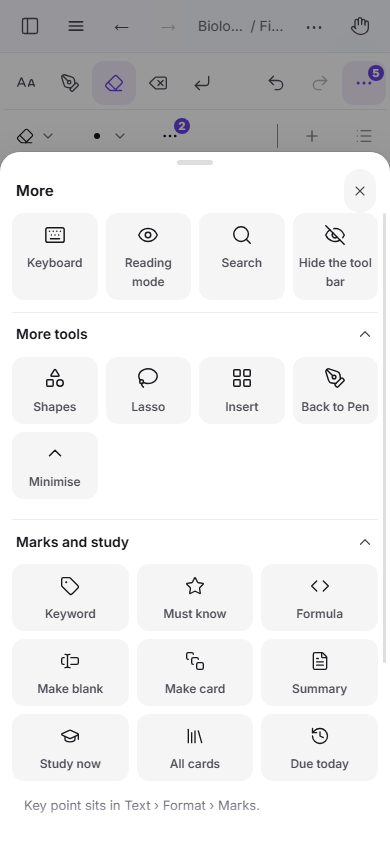 Biolo... / Fi...
AA
5
2
More
Keyboard
Reading
mode
Search
Hide the tool
bar
More tools
Shapes
Lasso
Insert
Back to Pen
Minimise
Marks and study
Keyword
Must know
Formula
Make blank
Make card
Summary
Study now
All cards
Due today
Key point sits in Text › Format › Marks.